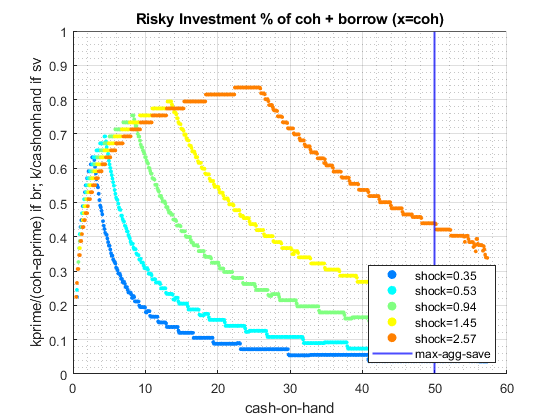 Risky Investment % of coh + borrow (x=coh)
kprime/(coh-aprime) if br; k/cashonhand if sv
1
0.9
0.8
0.7
0.6
0.5
0.4
0.3
0.2
0.1
0
0 10 20 30 40 50 60
cash-on-hand
shock=0.35
shock=0.53
shock=0.94
shock=1.45
shock=2.57
max-agg-save